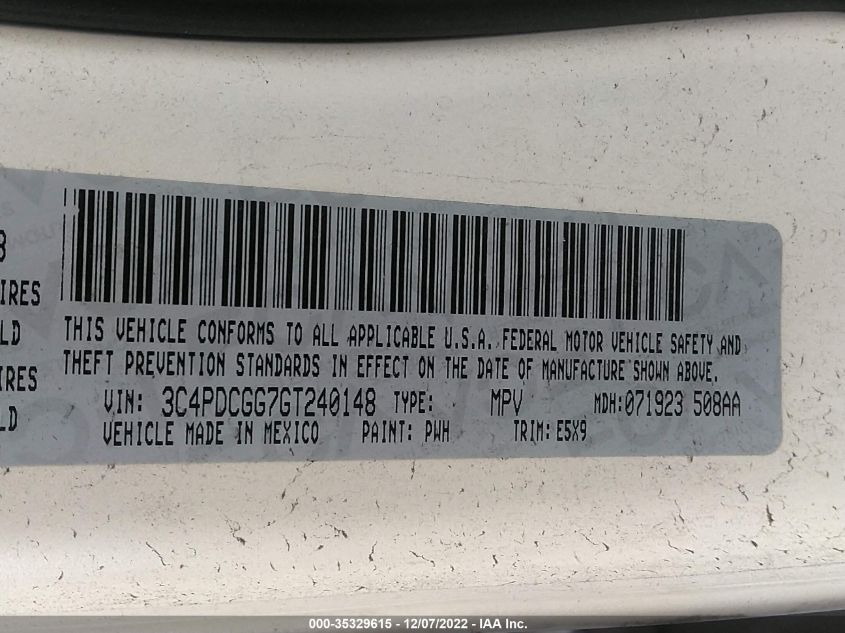 8
IRES
LD
IRES
LD
THIS VEHICLE CONFORMS TO ALL APPLICABLE U.S.A. FEDERAL MOTOR VEHICLE SAFETY AND
THEFT PREVENTION STANDARDS IN EFFECT ON THE DATE OF MANUFACTURE SHOWN ABOVE.
VIN: 3C4PDCGG7GT240148 TYPE: MPV MDH:071923 508AA
VEHICLE MADE IN MEXICO PAINT: PWH TRIM: E5X9
000-35329615 - 12/07/2022 - IAA Inc.